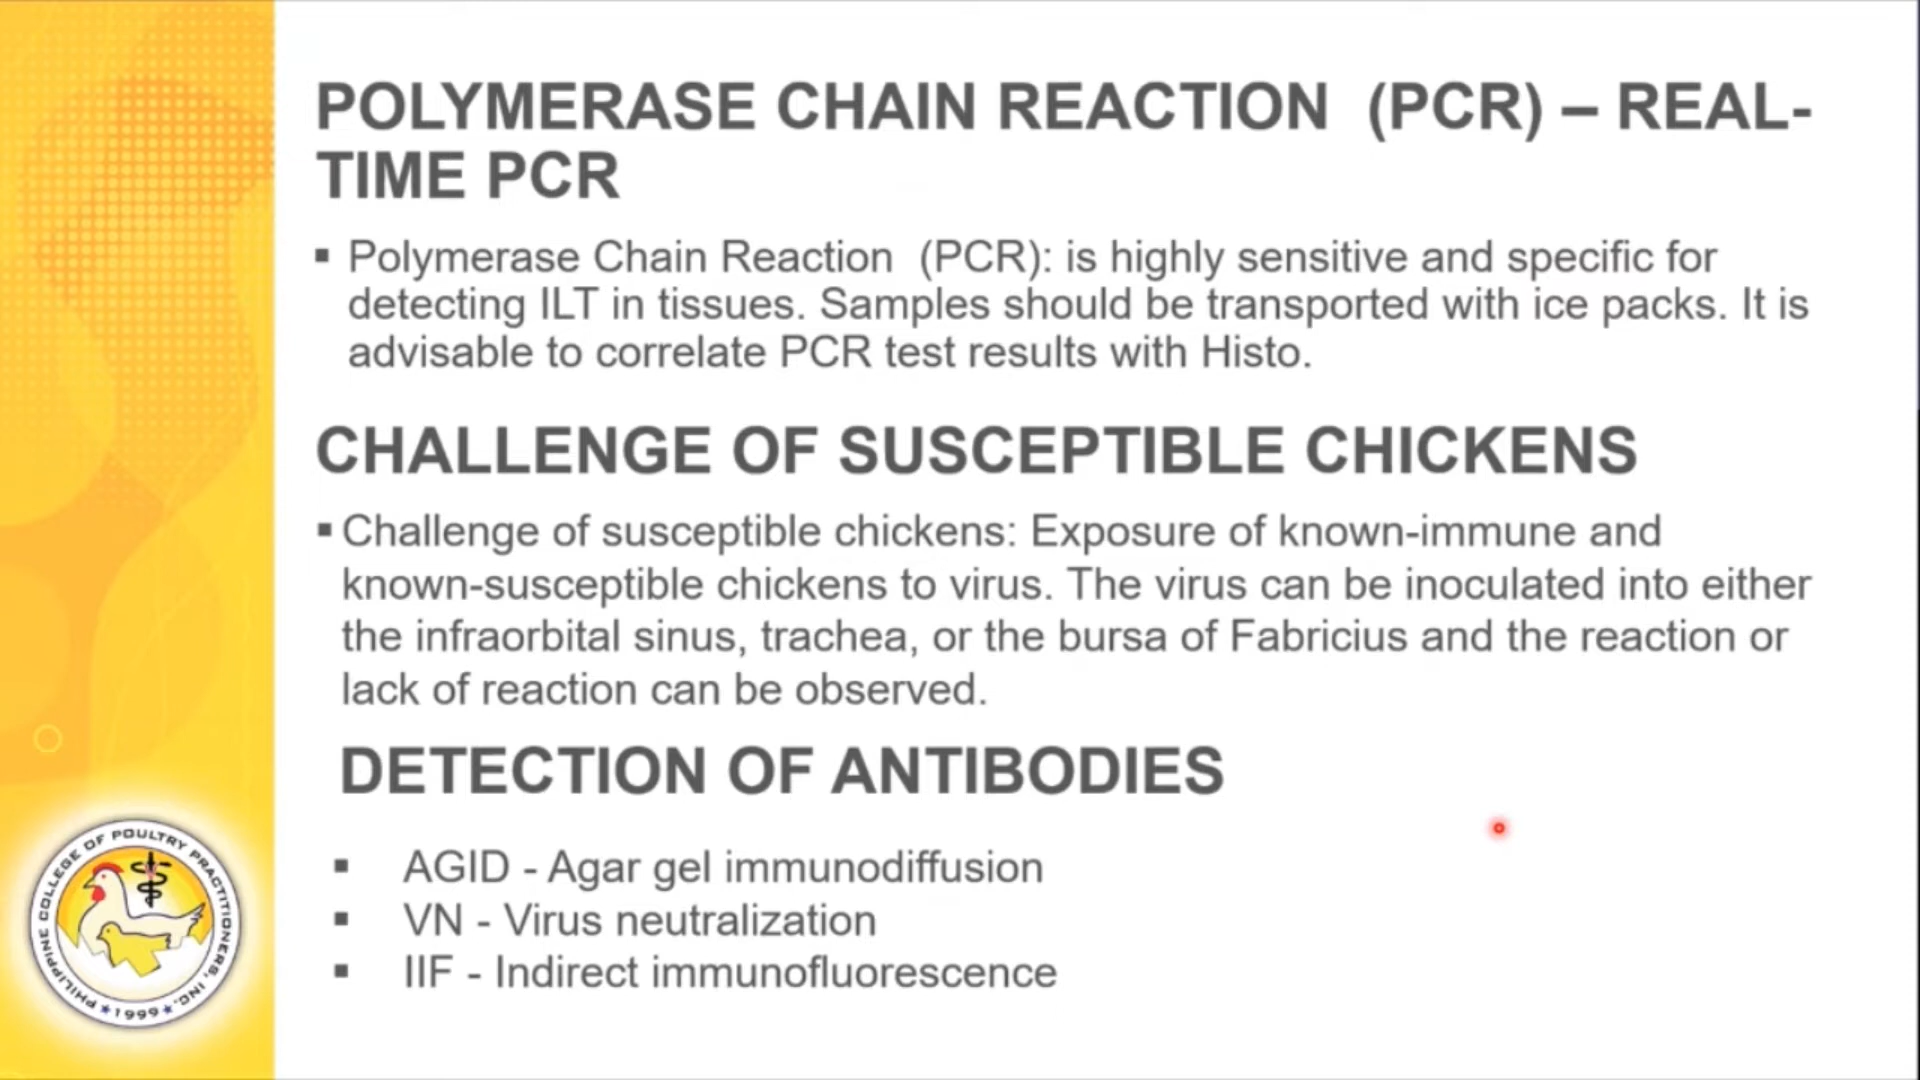 POLYMERASE CHAIN REACTION (PCR) – REAL-
TIME PCR
▪ Polymerase Chain Reaction (PCR): is highly sensitive and specific for
detecting ILT in tissues. Samples should be transported with ice packs. It is
advisable to correlate PCR test results with Histo.
CHALLENGE OF SUSCEPTIBLE CHICKENS
▪ Challenge of susceptible chickens: Exposure of known-immune and
known-susceptible chickens to virus. The virus can be inoculated into either
the infraorbital sinus, trachea, or the bursa of Fabricius and the reaction or
lack of reaction can be observed.
DETECTION OF ANTIBODIES
▪ AGID - Agar gel immunodiffusion
▪ VN - Virus neutralization
▪ IIF - Indirect immunofluorescence
PHILIPPINE COLLEGE OF POULTRY PRACTITIONERS, INC.
★ 1999 ★